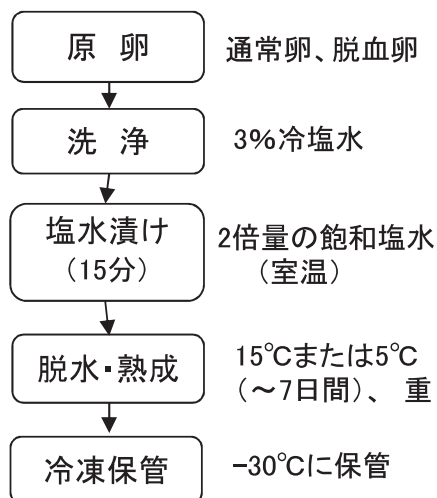 原 卵
通常卵、脱血卵
洗 浄
3%冷塩水
塩水漬け
(15分)
2倍量の飽和塩水
(室温)
脱水・熟成
15℃または5℃
(~7日間)、重
冷凍保管
-30℃に保管